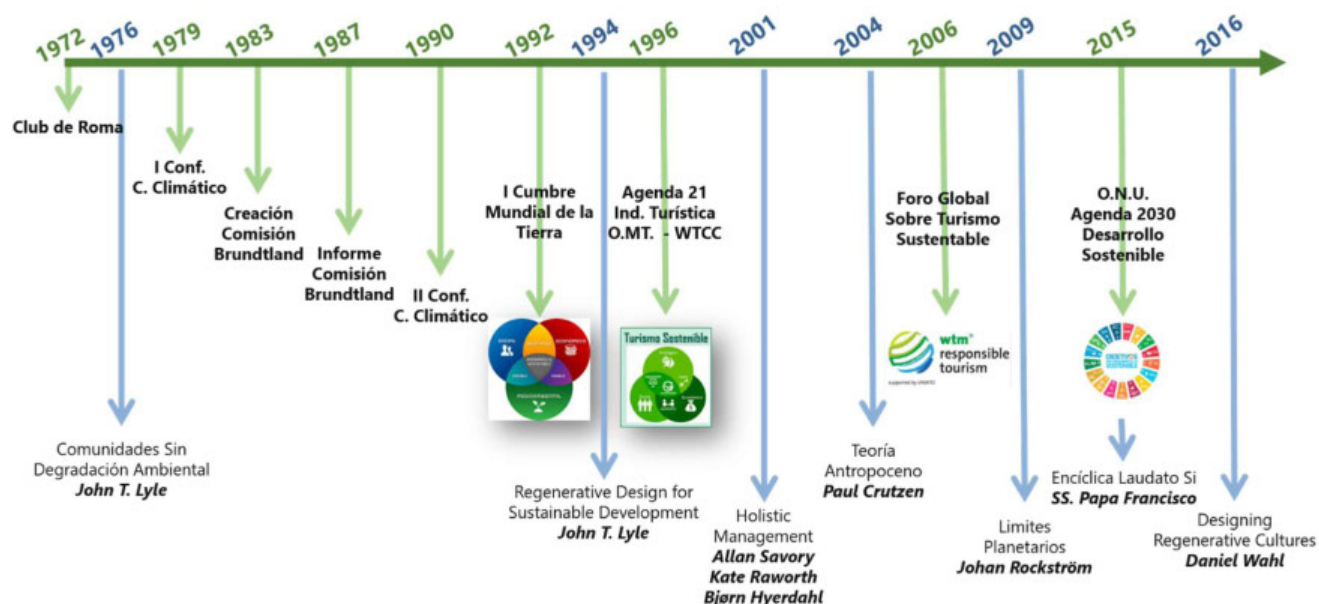 1972
1976
1979
1983
1987
1990
1992
1994
1996
2001
2004
2006
2009
2015
2016
Club de Roma
I Conf.
C. Climático
Creación
Comisión
Brundtland
Informe
Comisión
Brundtland
II Conf.
C. Climático
I Cumbre
Mundial de la
Tierra
Agenda 21
Ind. Turística
O.MT. - WTCC
Foro Global
Sobre Turismo
Sustentable
O.N.U.
Agenda 2030
Desarrollo
Sostenible
Turismo Sostenible
wtm
responsible
tourism
Comunidades Sin
Degradación Ambiental
John T. Lyle
Regenerative Design for
Sustainable Development
John T. Lyle
Holistic
Management
Allan Savory
Kate Raworth
Bjørn Hyerdahl
Teoría
Antropoceno
Paul Crutzen
Limites
Planetarios
Johan Rockström
Encíclica Laudato Si
SS. Papa Francisco
Designing
Regenerative Cultures
Daniel Wahl